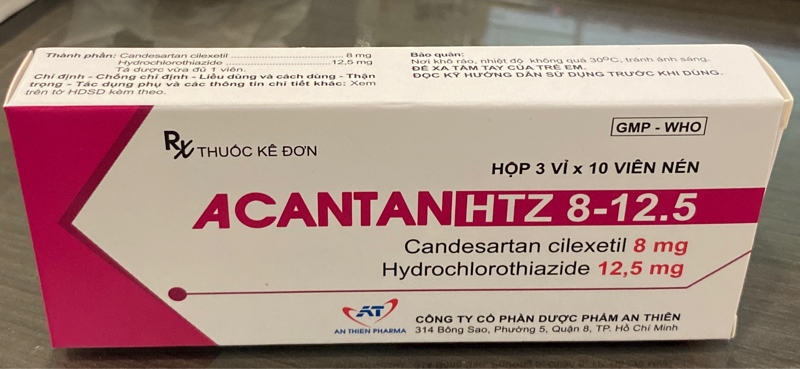 Thành phần: Candesartan cilexetil ........................ 8 mg
Hydrochlorothiazide ........................ 12,5 mg
Tá dược vừa đủ 1 viên.
Chỉ định - Chống chỉ định - Liều dùng và cách dùng - Thận
trọng - Tác dụng phụ và các thông tin chi tiết khác: Xem
trên tờ HDSD kèm theo.
Bảo quản:
Nơi khô ráo, nhiệt độ không quá 30ºC, tránh ánh sáng.
ĐỂ XA TẦM TAY CỦA TRẺ EM.
ĐỌC KỸ HƯỚNG DẪN SỬ DỤNG TRƯỚC KHI DÙNG.
GMP - WHO
Rx THUỐC KÊ ĐƠN
HỘP 3 VỈ x 10 VIÊN NÉN
ACANTAN HTZ 8-12.5
Candesartan cilexetil 8 mg
Hydrochlorothiazide 12,5 mg
AT
AN THIEN PHARMA
CÔNG TY CỔ PHẦN DƯỢC PHẨM AN THIÊN
314 Bông Sao, Phường 5, Quận 8, TP. Hồ Chí Minh